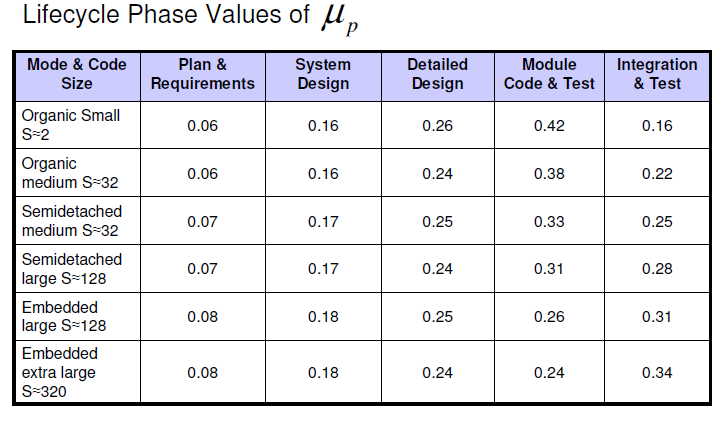 Lifecycle Phase Values of μp
Mode & Code Size | Plan & Requirements | System Design | Detailed Design | Module Code & Test | Integration & Test
Organic Small S≈2 | 0.06 | 0.16 | 0.26 | 0.42 | 0.16
Organic medium S≈32 | 0.06 | 0.16 | 0.24 | 0.38 | 0.22
Semidetached medium S≈32 | 0.07 | 0.17 | 0.25 | 0.33 | 0.25
Semidetached large S≈128 | 0.07 | 0.17 | 0.24 | 0.31 | 0.28
Embedded large S≈128 | 0.08 | 0.18 | 0.25 | 0.26 | 0.31
Embedded extra large S≈320 | 0.08 | 0.18 | 0.24 | 0.24 | 0.34